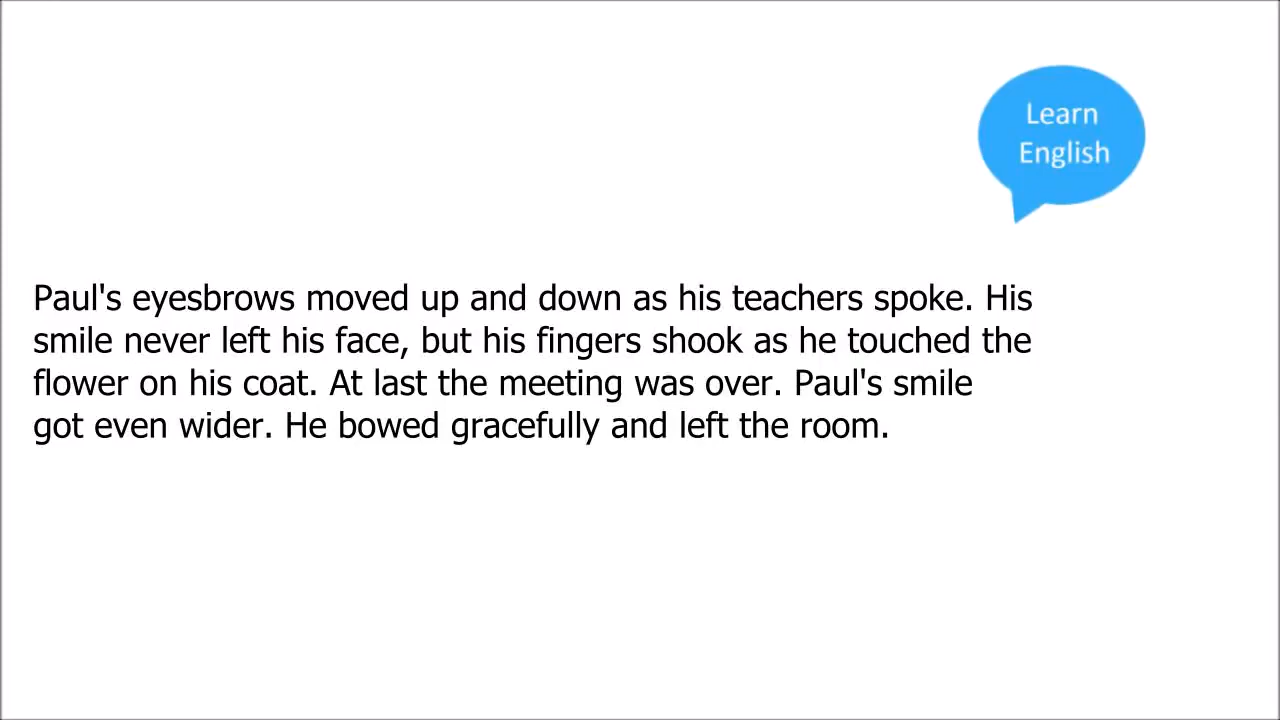 Learn
English
Paul's eyesbrows moved up and down as his teachers spoke. His
smile never left his face, but his fingers shook as he touched the
flower on his coat. At last the meeting was over. Paul's smile
got even wider. He bowed gracefully and left the room.